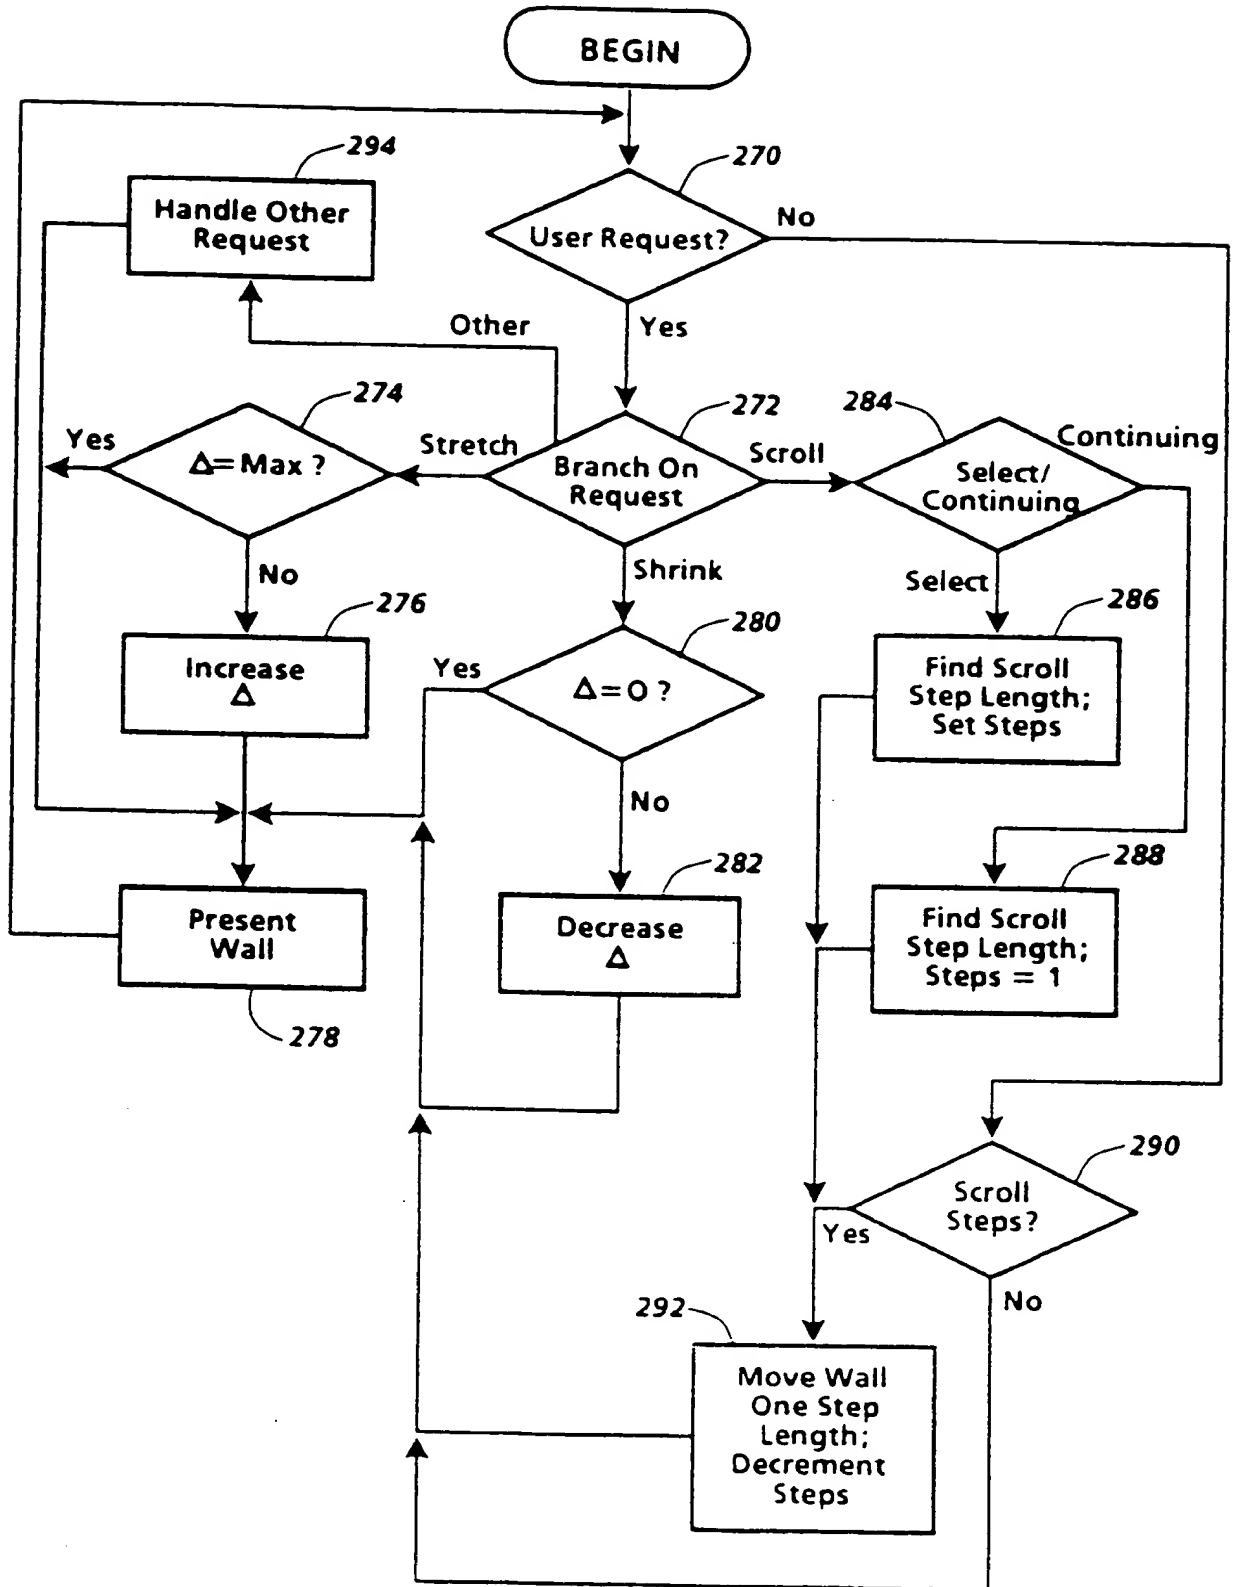 BEGIN
294
270
Handle Other
Request
User Request?
No
Other
Yes
274
272
284
Yes
Δ=Max ?
Stretch
Branch On
Request
Scroll
Select/
Continuing
Continuing
No
Shrink
Select
276
280
286
Increase
Δ
Yes
Δ=0 ?
Find Scroll
Step Length;
Set Steps
No
282
288
Present
Wall
Decrease
Δ
Find Scroll
Step Length;
Steps = 1
278
290
Scroll
Steps?
Yes
No
292
Move Wall
One Step
Length;
Decrement
Steps